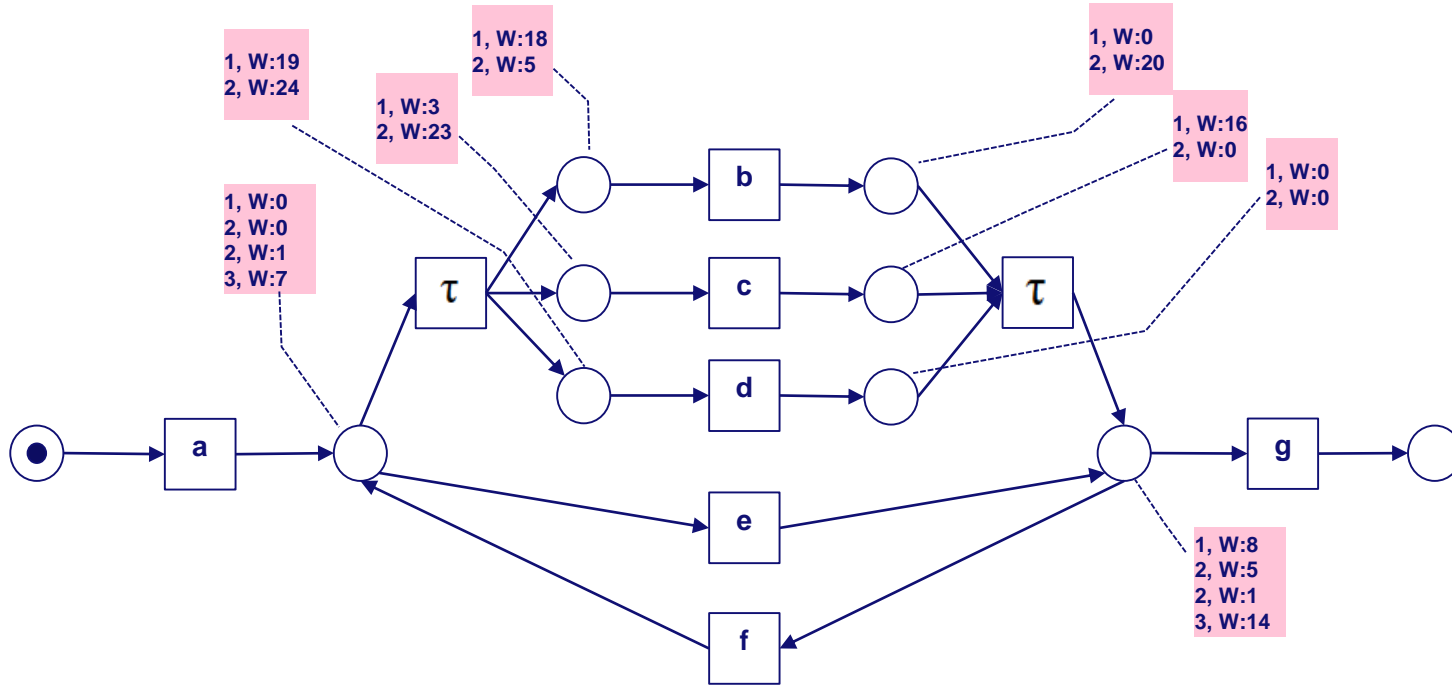 1, W:18
2, W:5
1, W:0
2, W:20
1, W:19
2, W:24
1, W:3
2, W:23
1, W:16
2, W:0
1, W:0
2, W:0
b
1, W:0
2, W:0
2, W:1
3, W:7
τ
c
τ
d
a
g
e
1, W:8
2, W:5
2, W:1
3, W:14
f